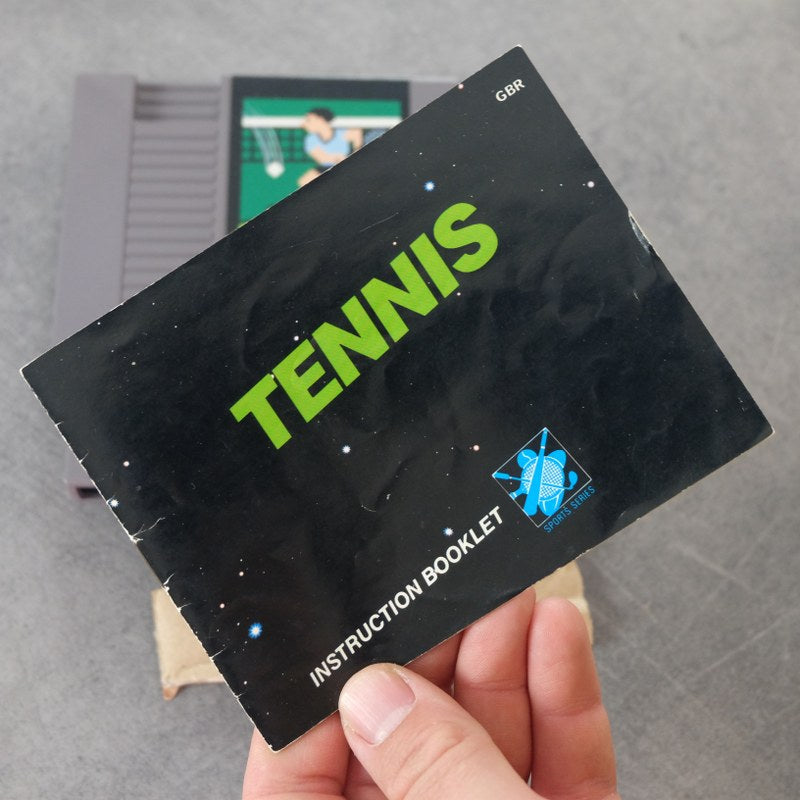 GBR
TENNIS
INSTRUCTION BOOKLET
SPORTS SERIES